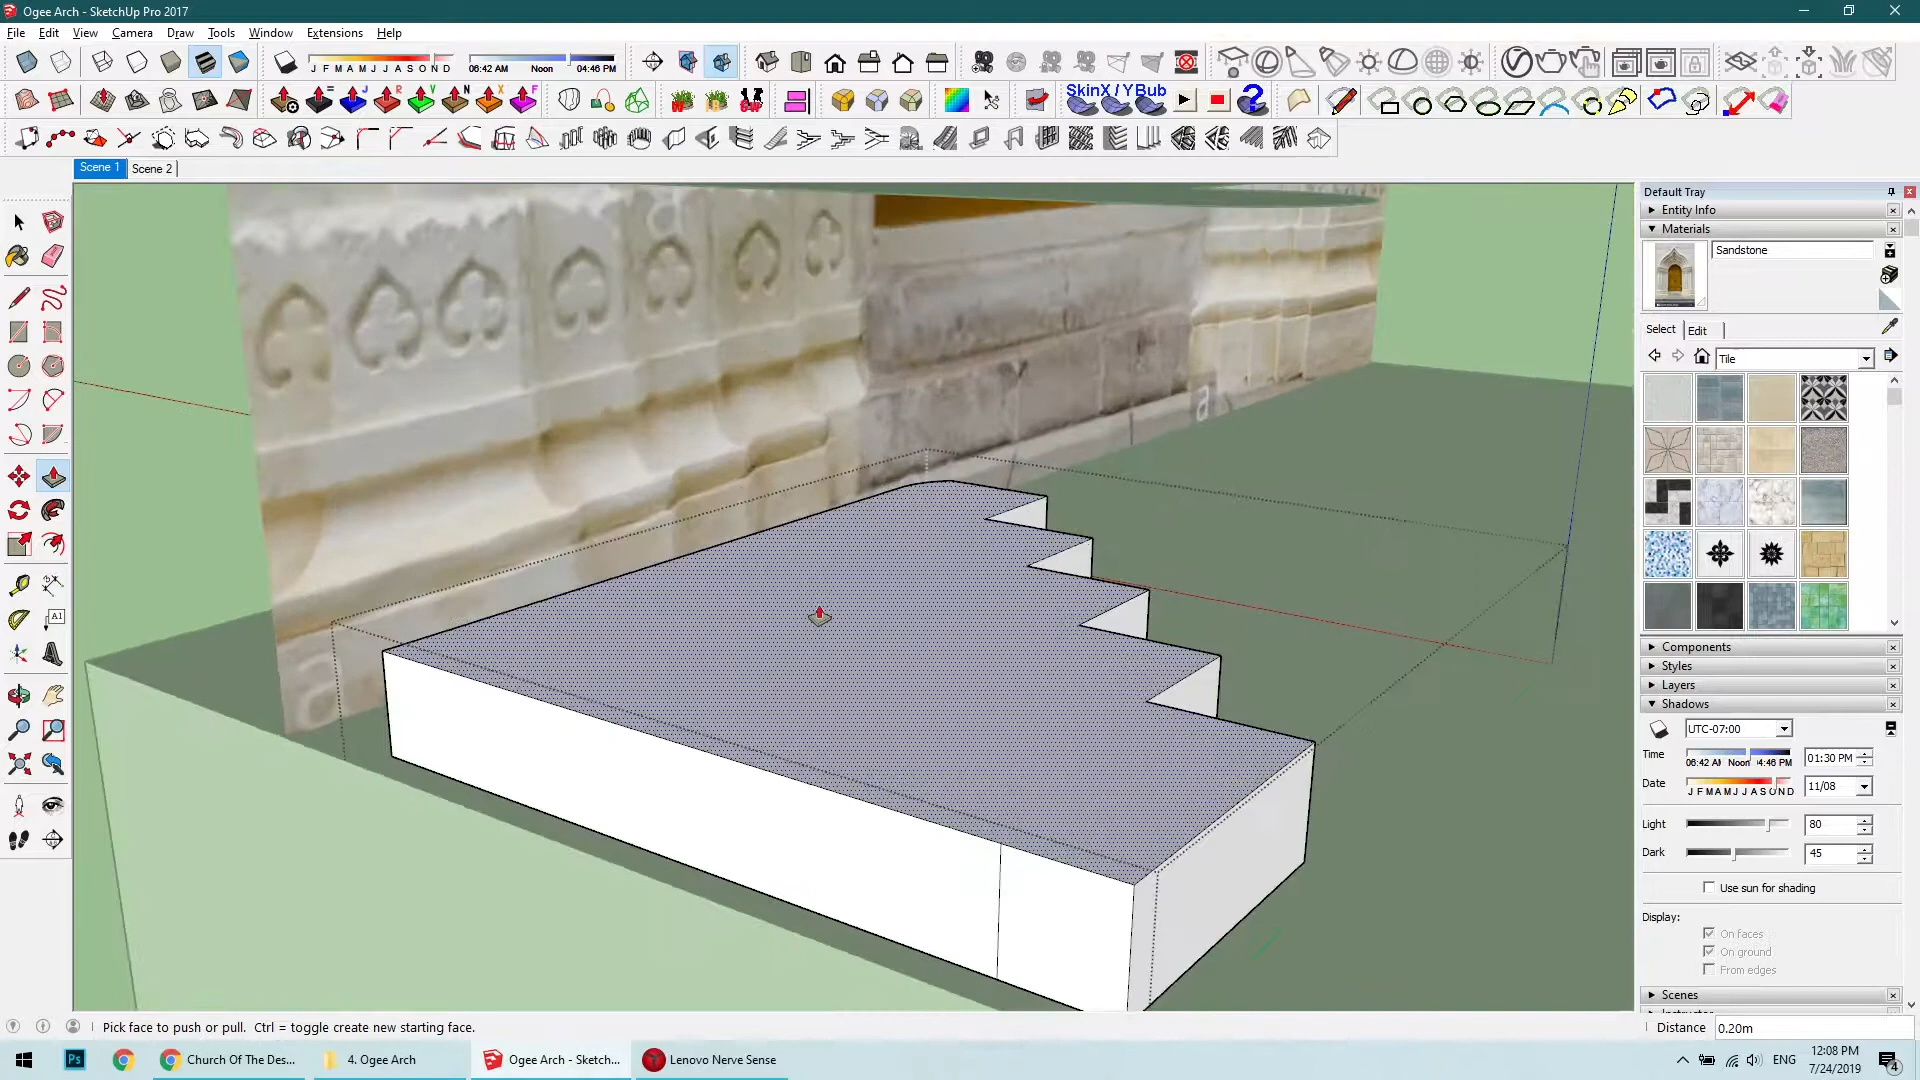 Ogee Arch - SketchUp Pro 2017
File Edit View Camera Draw Tools Window Extensions Help
J F M A M J J A S O N D 06:42 AM Noon 04:46 PM
SkinX / YBub
Scene 1 Scene 2
Default Tray
Entity Info
Materials
Sandstone
Select Edit
Tile
Components
Styles
Layers
Shadows
UTC-07:00
Time 06:42 AM Noon 04:46 PM 01:30 PM
Date J F M A M J J A S O N D 11/08
Light 80
Dark 45
Use sun for shading
Display:
On faces
On ground
From edges
Scenes
a
Pick face to push or pull. Ctrl = toggle create new starting face.
Distance 0.20m
Church Of The Des... 4. Ogee Arch Ogee Arch - Sketch... Lenovo Nerve Sense
ENG 12:08 PM
7/24/2019 4